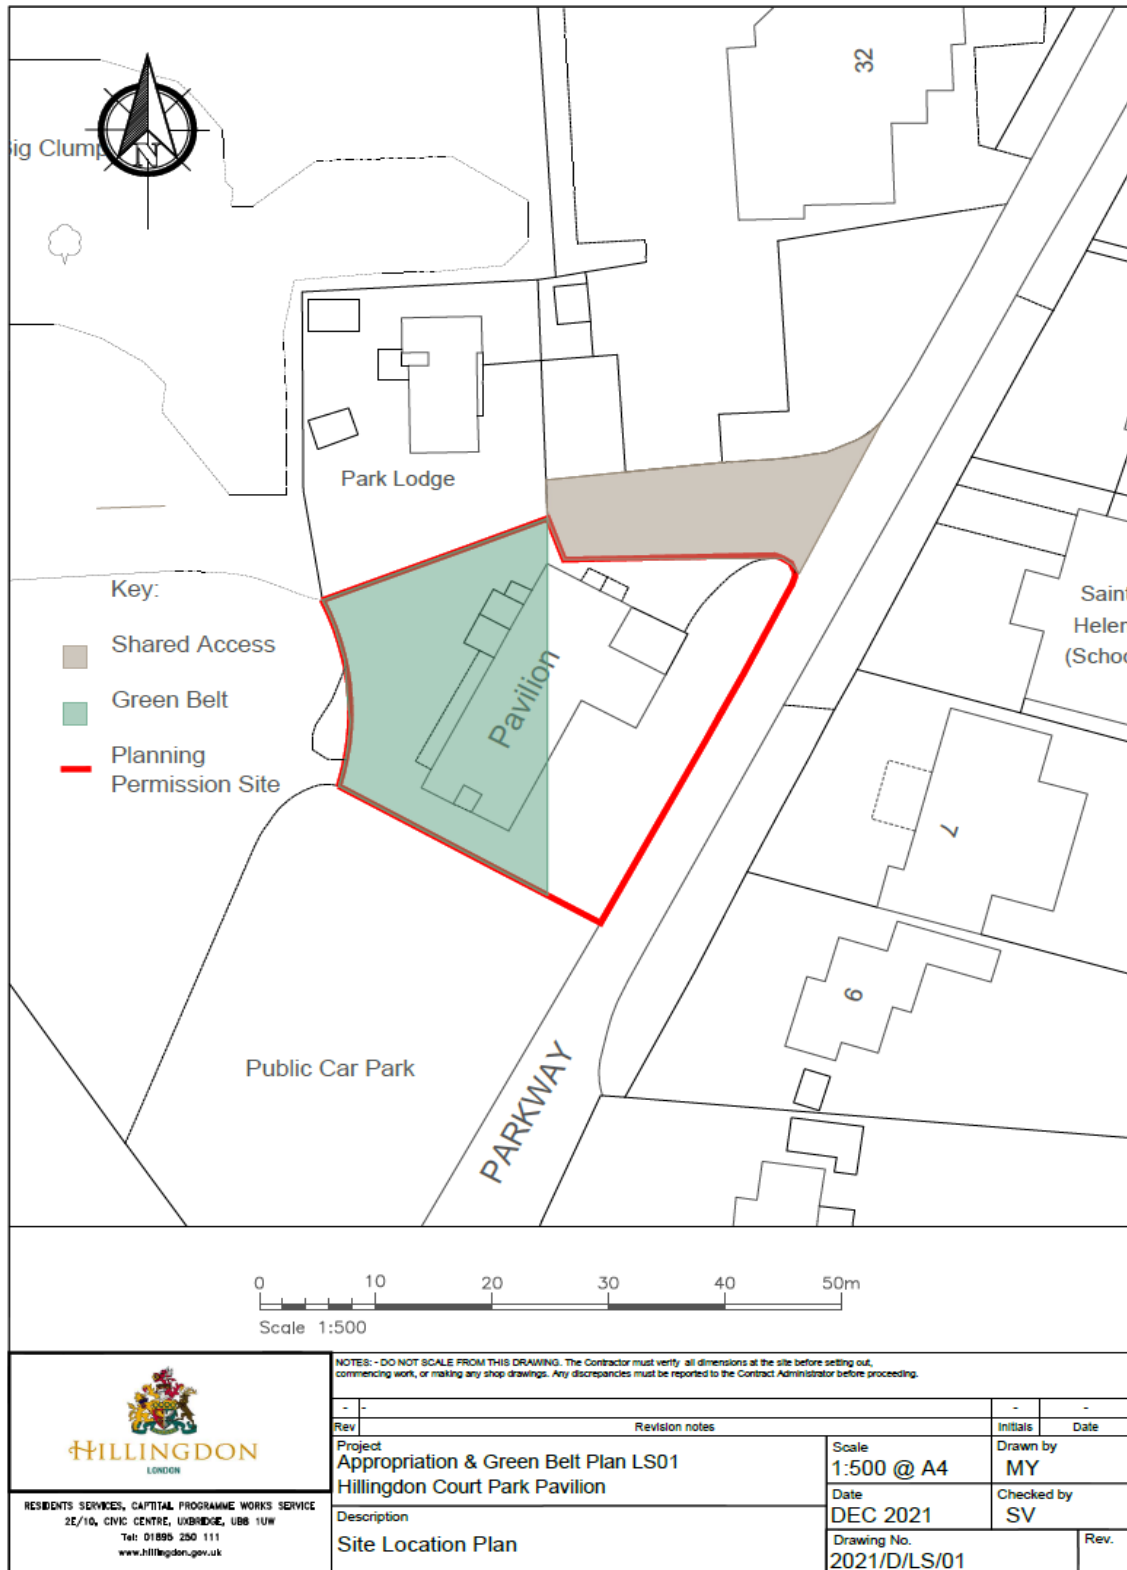 32
N
Park Lodge
Key:
Shared Access
Green Belt
Planning
Permission Site
Pavilion
Saint
(Schoo
7
6
Public Car Park
PARKWAY
0 10 20 30 40 50m
Scale 1:500
HILLINGDON
LONDON
RESIDENTS SERVICES, CAPTITAL PROGRAMME WORKS SERVICE
2E/10, CIVIC CENTRE, UXBRIDGE, UB8 1UW
Tel: 01895 250 111
www.hillingdon.gov.uk
NOTES: - DO NOT SCALE FROM THIS DRAWING. The Contractor must verify all dimensions at the site before setting out,
commencing work, or making any shop drawings. Any discrepancies must be reported to the Contract Administrator before proceeding.
- - - -
Rev Revision notes Initials Date
Project
Appropriation & Green Belt Plan LS01
Hillingdon Court Park Pavilion
Description
Site Location Plan
Scale
1:500 @ A4
Drawn by
MY
Date
DEC 2021
Checked by
SV
Drawing No.
2021/D/LS/01
Rev.